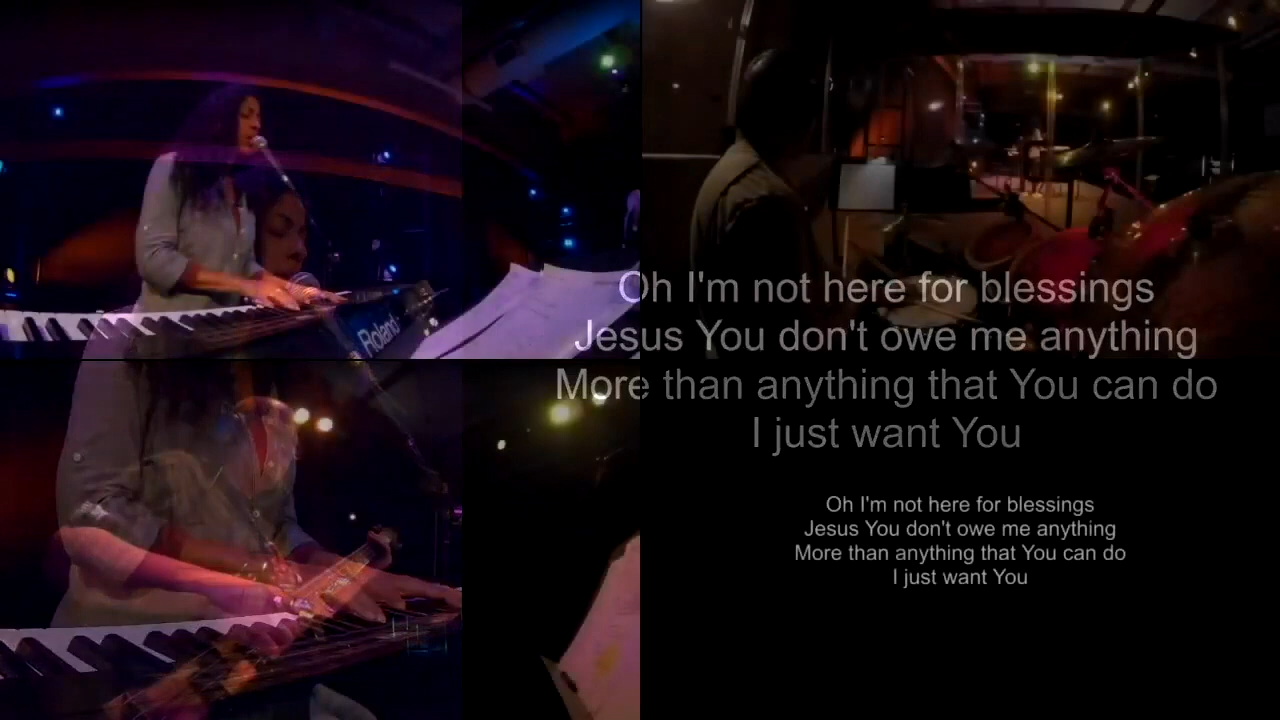 Roland
Oh I'm not here for blessings
Jesus You don't owe me anything
More than anything that You can do
I just want You
Oh I'm not here for blessings
Jesus You don't owe me anything
More than anything that You can do
I just want You